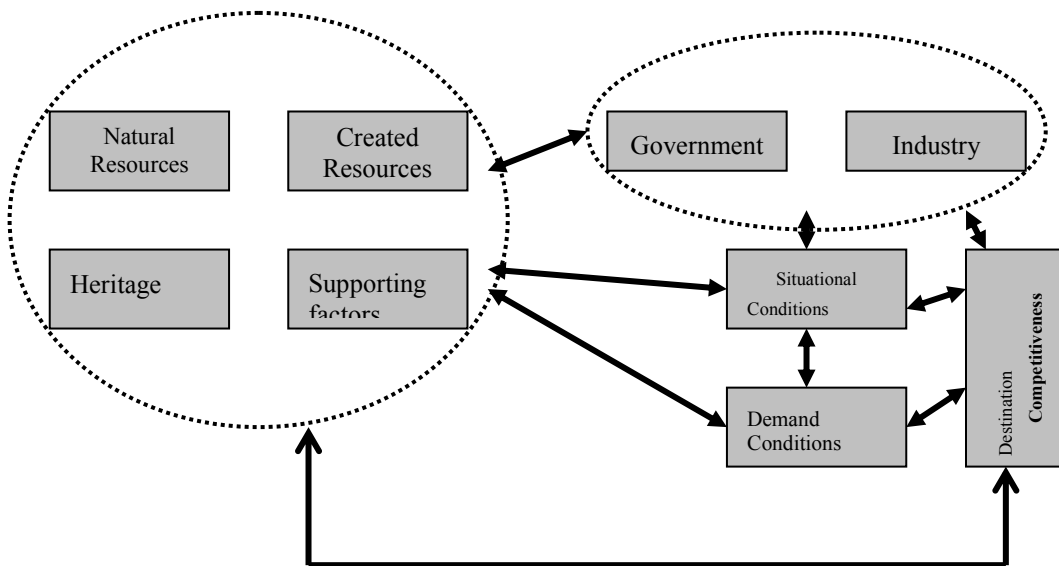 Natural
Resources
Created
Resources
Government
Industry
Heritage
Supporting
factors
Situational
Conditions
Demand
Conditions
Destination
Competitiveness